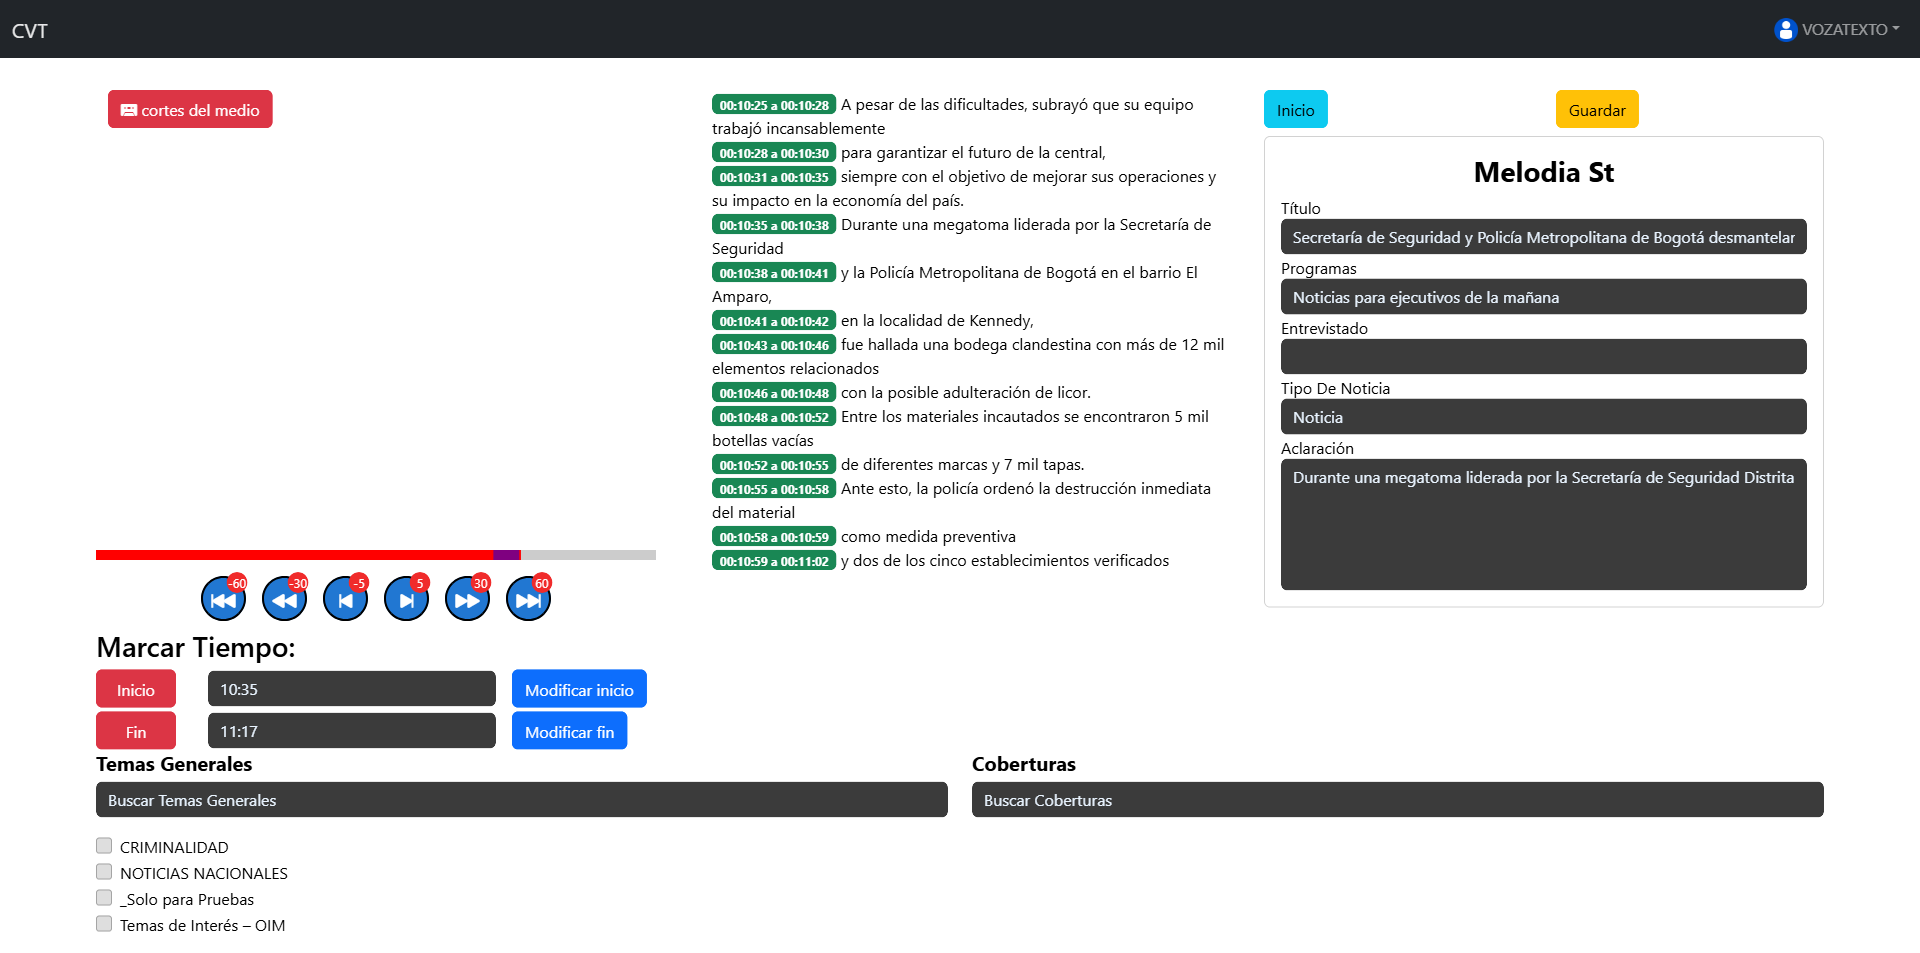 CVT
VOZATEXTO
cortes del medio
-60
-30
-5
5
30
60
Marcar Tiempo:
Inicio
10:35
Modificar inicio
Fin
11:17
Modificar fin
00:10:25 a 00:10:28 A pesar de las dificultades, subrayó que su equipo
trabajó incansablemente
00:10:28 a 00:10:30 para garantizar el futuro de la central,
00:10:31 a 00:10:35 siempre con el objetivo de mejorar sus operaciones y
su impacto en la economía del país.
00:10:35 a 00:10:38 Durante una megatoma liderada por la Secretaría de
Seguridad
00:10:38 a 00:10:41 y la Policía Metropolitana de Bogotá en el barrio El
Amparo,
00:10:41 a 00:10:42 en la localidad de Kennedy,
00:10:43 a 00:10:46 fue hallada una bodega clandestina con más de 12 mil
elementos relacionados
00:10:46 a 00:10:48 con la posible adulteración de licor.
00:10:48 a 00:10:52 Entre los materiales incautados se encontraron 5 mil
botellas vacías
00:10:52 a 00:10:55 de diferentes marcas y 7 mil tapas.
00:10:55 a 00:10:58 Ante esto, la policía ordenó la destrucción inmediata
del material
00:10:58 a 00:10:59 como medida preventiva
00:10:59 a 00:11:02 y dos de los cinco establecimientos verificados
Inicio
Guardar
Melodia St
Título
Secretaría de Seguridad y Policía Metropolitana de Bogotá desmantelar
Programas
Noticias para ejecutivos de la mañana
Entrevistado
Tipo De Noticia
Noticia
Aclaración
Durante una megatoma liderada por la Secretaría de Seguridad Distrita
Temas Generales
Buscar Temas Generales
CRIMINALIDAD
NOTICIAS NACIONALES
_Solo para Pruebas
Temas de Interés – OIM
Coberturas
Buscar Coberturas